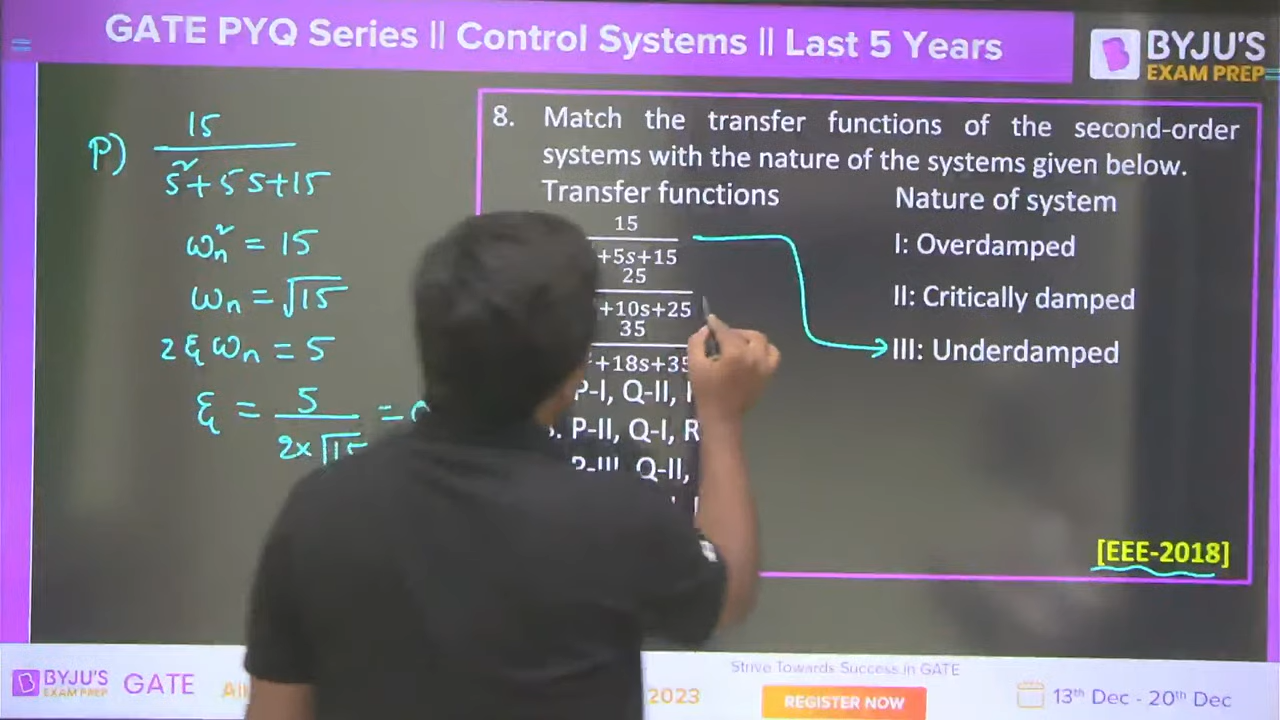 GATE PYQ Series || Control Systems || Last 5 Years
BYJU'S
EXAM PREP
P) 15
s²+5s+15
ωn² = 15
ωn = √15
2ξωn = 5
ξ = 5 =
2×√15
8. Match the transfer functions of the second-order
systems with the nature of the systems given below.
Transfer functions
Nature of system
15
+5s+15
25
+10s+25
35
+18s+35
I: Overdamped
II: Critically damped
III: Underdamped
P-I, Q-II,
P-II, Q-I, R
P-III, Q-II,
[EEE-2018]
BYJU'S
EXAM PREP
GATE
2023
Strive Towards Success in GATE
REGISTER NOW
13th Dec - 20th Dec